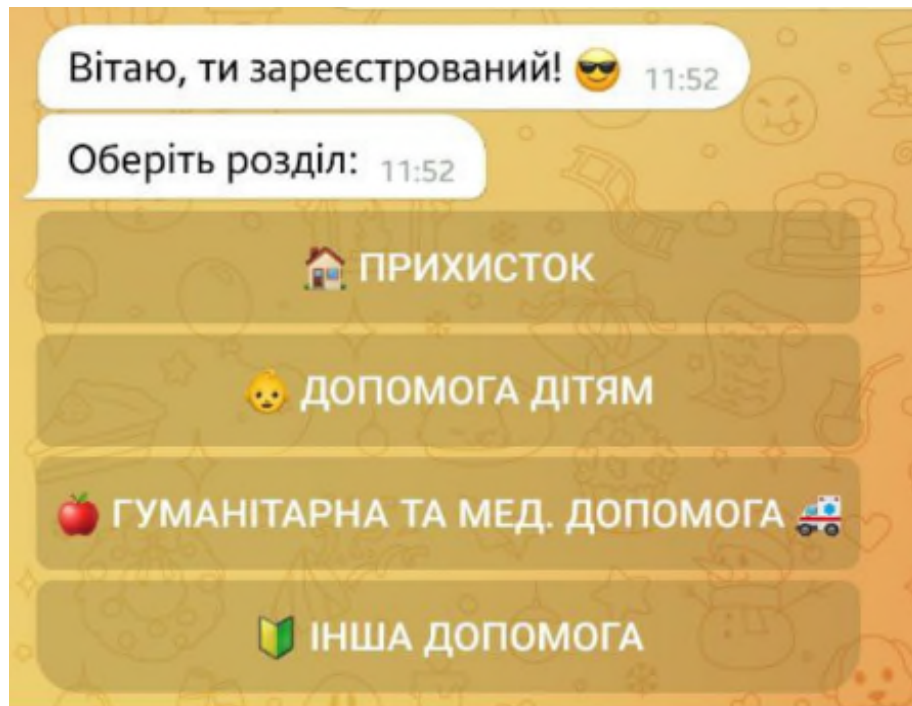 Вітаю, ти зареєстрований! 😎 11:52
Оберіть розділ: 11:52
🏠 ПРИХИСТОК
👶 ДОПОМОГА ДІТЯМ
🍎 ГУМАНІТАРНА ТА МЕД. ДОПОМОГА 🚑
🔰 ІНША ДОПОМОГА